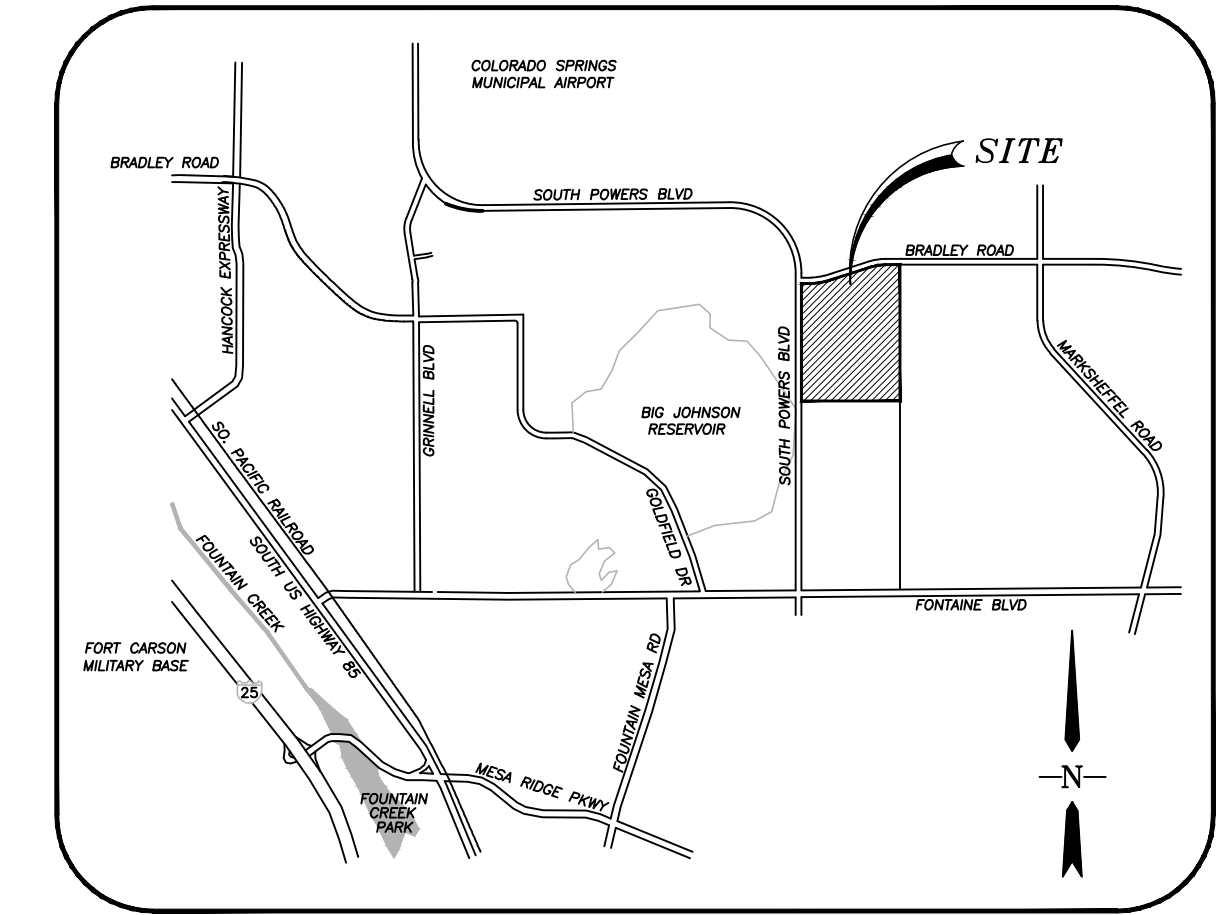 COLORADO SPRINGS
MUNICIPAL AIRPORT
SITE
BRADLEY ROAD
SOUTH POWERS BLVD
HANCOCK EXPRESSWAY
BRADLEY ROAD
GRINNELL BLVD
SOUTH POWERS BLVD
MARKSHEFFEL ROAD
BIG JOHNSON
RESERVOIR
SO. PACIFIC RAILROAD
GOLDFIELD DR
FOUNTAIN CREEK
SOUTH US HIGHWAY 85
FONTAINE BLVD
FORT CARSON
MILITARY BASE
25
FOUNTAIN MESA RD
MESA RIDGE PKWY
N
FOUNTAIN
CREEK
PARK